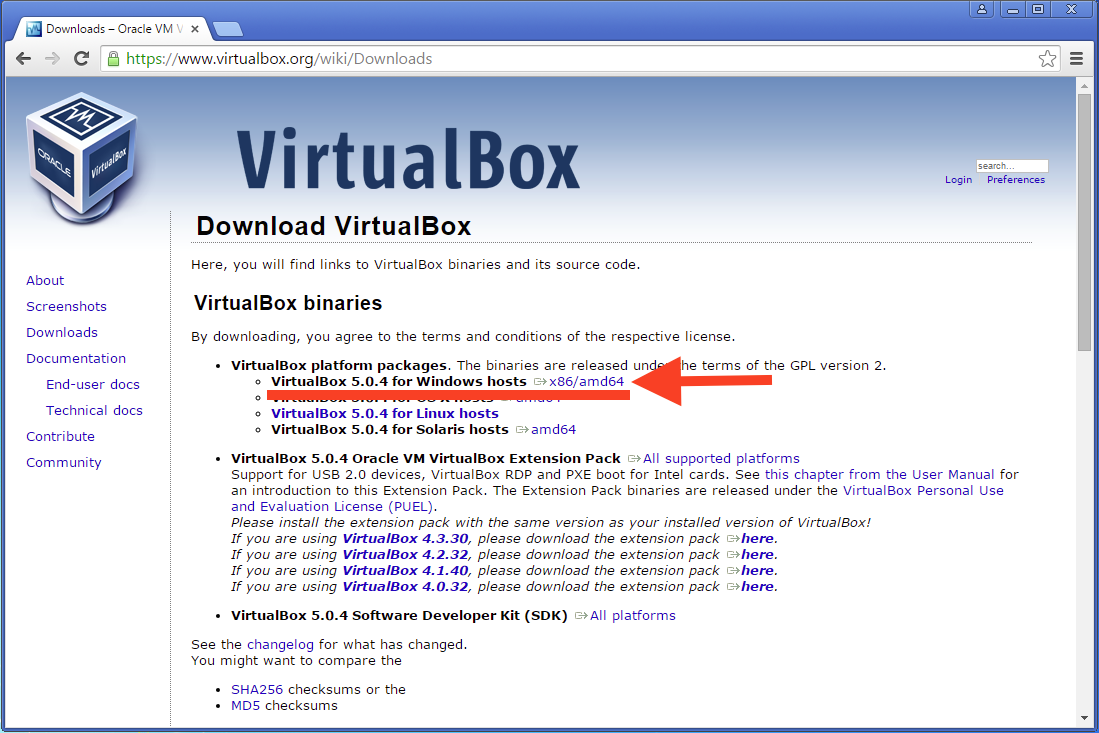 Downloads – Oracle VM V
https://www.virtualbox.org/wiki/Downloads
ORACLE
VirtualBox
VirtualBox
search...
Login Preferences
Download VirtualBox
Here, you will find links to VirtualBox binaries and its source code.
About
Screenshots
Downloads
Documentation
End-user docs
Technical docs
Contribute
Community
VirtualBox binaries
By downloading, you agree to the terms and conditions of the respective license.
• VirtualBox platform packages. The binaries are released under the terms of the GPL version 2.
VirtualBox 5.0.4 for Windows hosts x86/amd64
VirtualBox 5.0.4 for OS X hosts amd64
VirtualBox 5.0.4 for Linux hosts
VirtualBox 5.0.4 for Solaris hosts amd64
• VirtualBox 5.0.4 Oracle VM VirtualBox Extension Pack All supported platforms
Support for USB 2.0 devices, VirtualBox RDP and PXE boot for Intel cards. See this chapter from the User Manual for
an introduction to this Extension Pack. The Extension Pack binaries are released under the VirtualBox Personal Use
and Evaluation License (PUEL).
Please install the extension pack with the same version as your installed version of VirtualBox!
If you are using VirtualBox 4.3.30, please download the extension pack here.
If you are using VirtualBox 4.2.32, please download the extension pack here.
If you are using VirtualBox 4.1.40, please download the extension pack here.
If you are using VirtualBox 4.0.32, please download the extension pack here.
• VirtualBox 5.0.4 Software Developer Kit (SDK) All platforms
See the changelog for what has changed.
You might want to compare the
• SHA256 checksums or the
• MD5 checksums